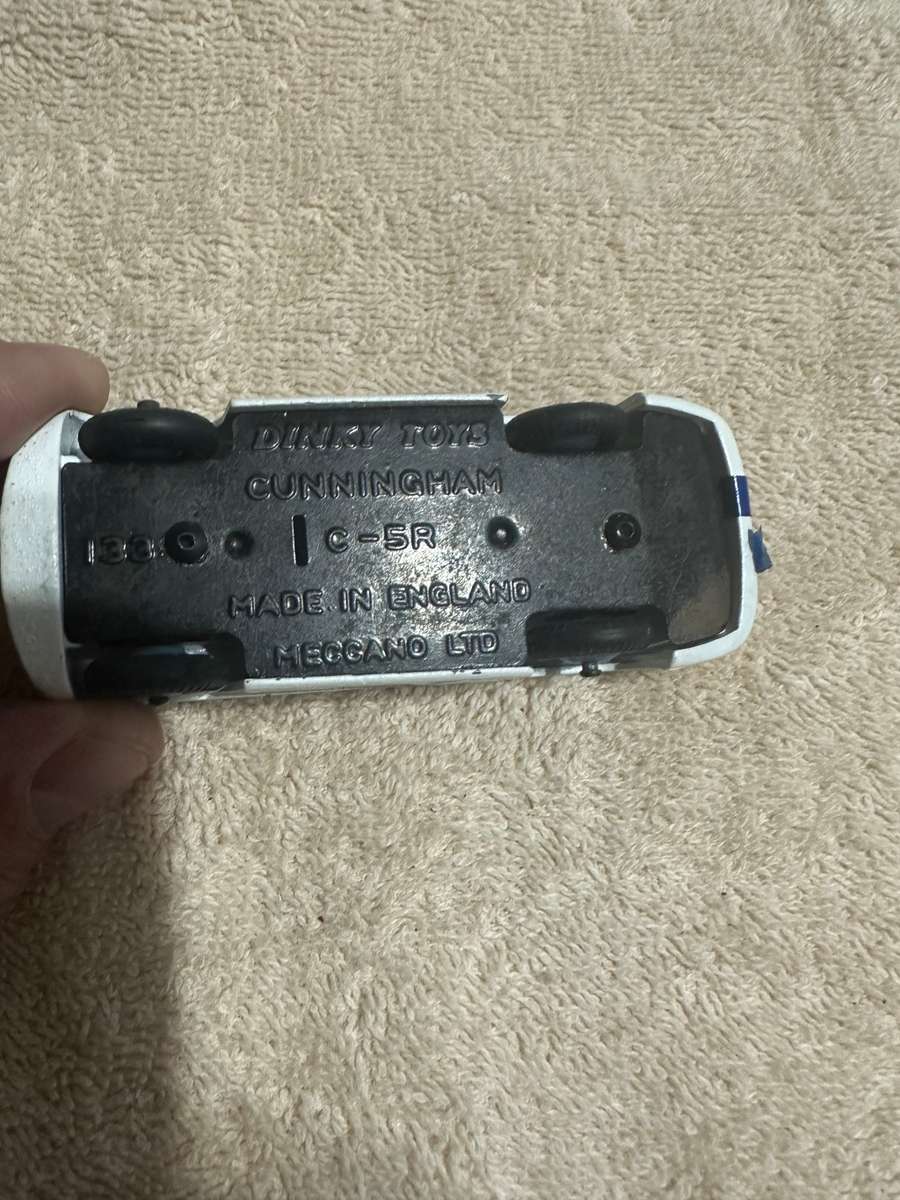 DINKY TOYS
CUNNINGHAM
133 C-5R
MADE IN ENGLAND
MECCANO LTD